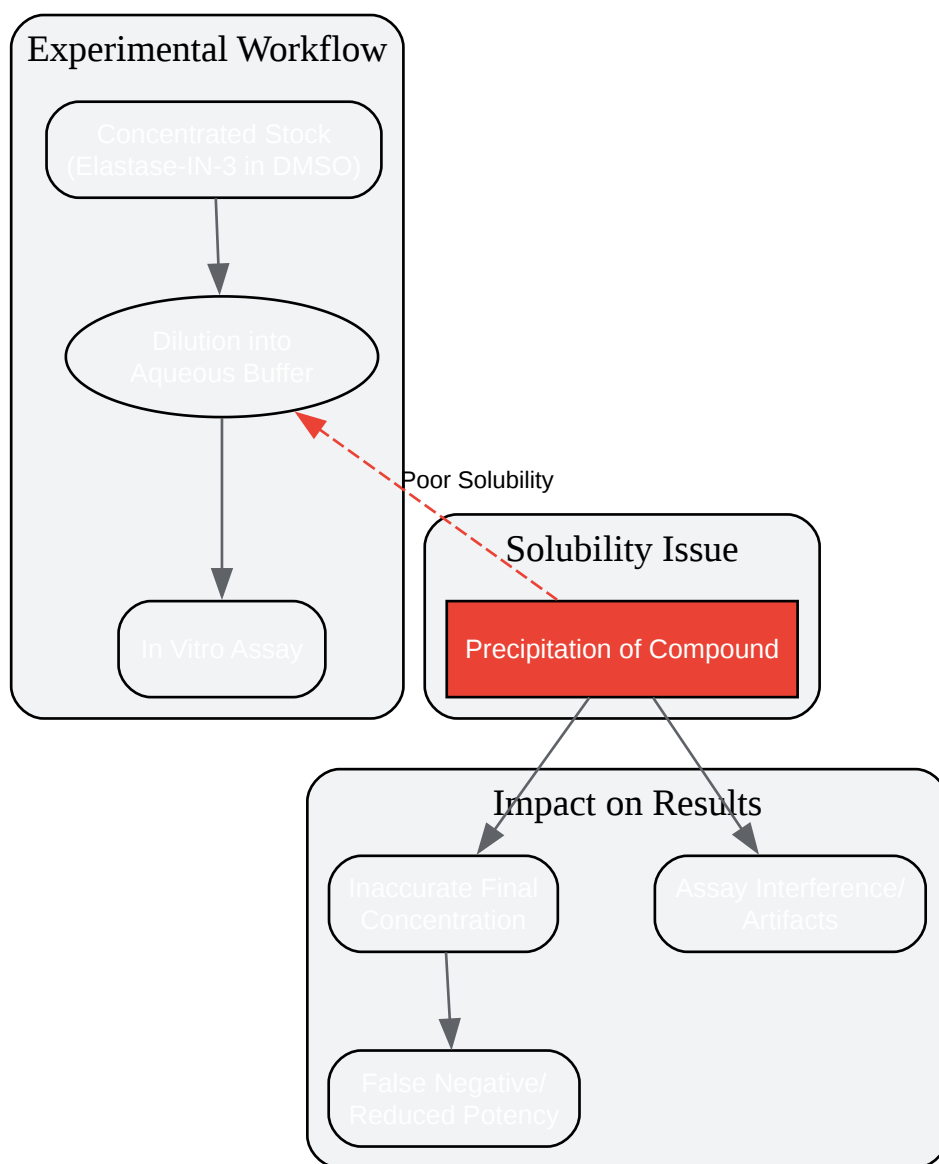 Experimental Workflow
Concentrated Stock
(Elastase-IN-3 in DMSO)
Dilution into
Aqueous Buffer
In Vitro Assay
Poor Solubility
Solubility Issue
Precipitation of Compound
Impact on Results
Inaccurate Final
Concentration
Assay Interference/
Artifacts
False Negative/
Reduced Potency